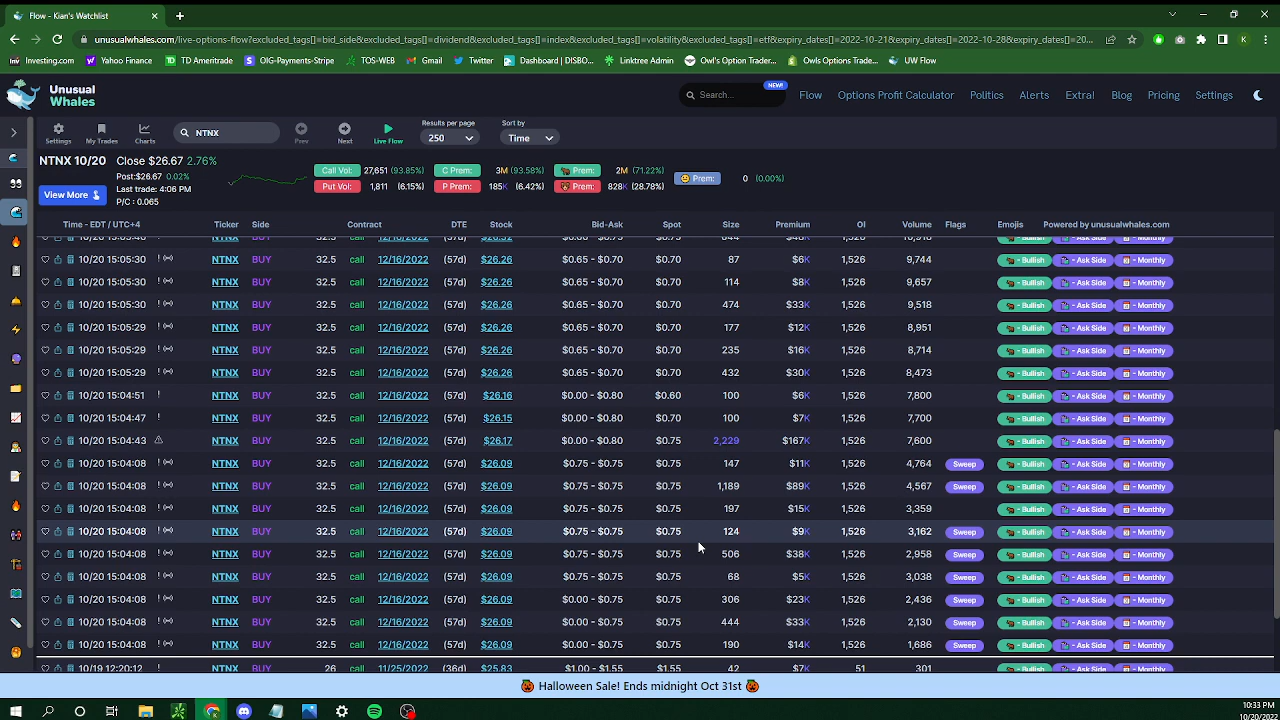 Flow - Kian's Watchlist
unusualwhales.com/live-options-flow?excluded_tags[]=bid_side&excluded_tags[]=dividend&excluded_tags[]=index&excluded_tags[]=volatility&excluded_tags[]=etf&expiry_dates[]=2022-10-21&expiry_dates[]=2022-10-28&expiry_dates[]=20...
K
inv Investing.com Yahoo Finance TD Ameritrade OIG-Payments-Stripe TOS-WEB Gmail Twitter Dashboard | DISBO... Linktree Admin Owl's Option Trader... Owls Options Trade... UW Flow
Unusual Whales
Search... NEW! Flow Options Profit Calculator Politics Alerts Extra! Blog Pricing Settings
Settings My Trades Charts NTNX Prev Next Live Flow Results per page 250 Sort by Time
NTNX 10/20 Close $26.67 2.76%
Post:$26.67 0.02%
Last trade: 4:06 PM
P/C : 0.065
View More
Call Vol: 27,651 (93.85%) C Prem: 3M (93.58%) Prem: 2M (71.22%)
Put Vol: 1,811 (6.15%) P Prem: 185K (6.42%) Prem: 828K (28.78%)
Prem: 0 (0.00%)
Time - EDT / UTC+4 Ticker Side Contract DTE Stock Bid-Ask Spot Size Premium OI Volume Flags Emojis Powered by unusualwhales.com
10/20 15:05:30 ! NTNX BUY 32.5 call 12/16/2022 (57d) $26.26 $0.65 - $0.70 $0.70 87 $6K 1,526 9,744 - Bullish - Ask Side - Monthly
10/20 15:05:30 ! NTNX BUY 32.5 call 12/16/2022 (57d) $26.26 $0.65 - $0.70 $0.70 114 $8K 1,526 9,657 - Bullish - Ask Side - Monthly
10/20 15:05:30 ! NTNX BUY 32.5 call 12/16/2022 (57d) $26.26 $0.65 - $0.70 $0.70 474 $33K 1,526 9,518 - Bullish - Ask Side - Monthly
10/20 15:05:29 ! NTNX BUY 32.5 call 12/16/2022 (57d) $26.26 $0.65 - $0.70 $0.70 177 $12K 1,526 8,951 - Bullish - Ask Side - Monthly
10/20 15:05:29 ! NTNX BUY 32.5 call 12/16/2022 (57d) $26.26 $0.65 - $0.70 $0.70 235 $16K 1,526 8,714 - Bullish - Ask Side - Monthly
10/20 15:05:29 ! NTNX BUY 32.5 call 12/16/2022 (57d) $26.26 $0.65 - $0.70 $0.70 432 $30K 1,526 8,473 - Bullish - Ask Side - Monthly
10/20 15:04:51 ! NTNX BUY 32.5 call 12/16/2022 (57d) $26.16 $0.00 - $0.80 $0.60 100 $6K 1,526 7,800 - Bullish - Ask Side - Monthly
10/20 15:04:47 ! NTNX BUY 32.5 call 12/16/2022 (57d) $26.15 $0.00 - $0.80 $0.70 100 $7K 1,526 7,700 - Bullish - Ask Side - Monthly
10/20 15:04:43 NTNX BUY 32.5 call 12/16/2022 (57d) $26.17 $0.00 - $0.80 $0.75 2,229 $167K 1,526 7,600 - Bullish - Ask Side - Monthly
10/20 15:04:08 ! NTNX BUY 32.5 call 12/16/2022 (57d) $26.09 $0.75 - $0.75 $0.75 147 $11K 1,526 4,764 Sweep - Bullish - Ask Side - Monthly
10/20 15:04:08 ! NTNX BUY 32.5 call 12/16/2022 (57d) $26.09 $0.75 - $0.75 $0.75 1,189 $89K 1,526 4,567 Sweep - Bullish - Ask Side - Monthly
10/20 15:04:08 ! NTNX BUY 32.5 call 12/16/2022 (57d) $26.09 $0.75 - $0.75 $0.75 197 $15K 1,526 3,359 - Bullish - Ask Side - Monthly
10/20 15:04:08 ! NTNX BUY 32.5 call 12/16/2022 (57d) $26.09 $0.75 - $0.75 $0.75 124 $9K 1,526 3,162 Sweep - Bullish - Ask Side - Monthly
10/20 15:04:08 ! NTNX BUY 32.5 call 12/16/2022 (57d) $26.09 $0.75 - $0.75 $0.75 506 $38K 1,526 2,958 Sweep - Bullish - Ask Side - Monthly
10/20 15:04:08 ! NTNX BUY 32.5 call 12/16/2022 (57d) $26.09 $0.75 - $0.75 $0.75 68 $5K 1,526 3,038 Sweep - Bullish - Ask Side - Monthly
10/20 15:04:08 ! NTNX BUY 32.5 call 12/16/2022 (57d) $26.09 $0.00 - $0.75 $0.75 306 $23K 1,526 2,436 Sweep - Bullish - Ask Side - Monthly
10/20 15:04:08 ! NTNX BUY 32.5 call 12/16/2022 (57d) $26.09 $0.00 - $0.75 $0.75 444 $33K 1,526 2,130 Sweep - Bullish - Ask Side - Monthly
10/20 15:04:08 ! NTNX BUY 32.5 call 12/16/2022 (57d) $26.09 $0.00 - $0.75 $0.75 190 $14K 1,526 1,686 Sweep - Bullish - Ask Side - Monthly
10/19 12:20:12 ! NTNX BUY 26 call 11/25/2022 (36d) $25.83 $1.00 - $1.55 $1.55 42 $7K 51 301 - Bullish - Ask Side - Monthly
Halloween Sale! Ends midnight Oct 31st
10:33 PM
10/20/2022